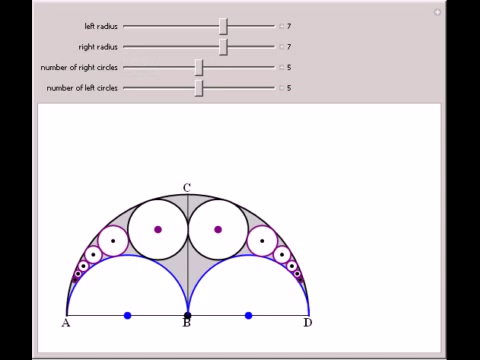 left radius 7
right radius 7
number of right circles 5
number of left circles 5
C
A B D